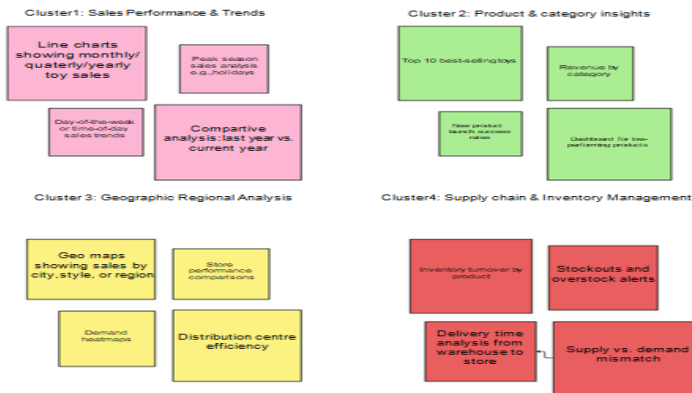 Cluster1: Sales Performance & Trends
Line charts
showing monthly/
quaterly/yearly
toy sales
Peak season
sales analysis
e.g., holidays
Day-of-the-week
or time-of-day
sales trends
Compartive
analysis: last year vs.
current year
Cluster 2: Product & category insights
Top 10 best-selling toys
Revenue by
category
New product
launch success
rates
Dashboard for low-
performing products
Cluster 3: Geographic Regional Analysis
Geo maps
showing sales by
city, style, or region
Store
performance
comparisons
Demand
heatmaps
Distribution centre
efficiency
Cluster4: Supply chain & Inventory Management
Inventory turnover by
product
Stockouts and
overstock alerts
Delivery time
analysis from
warehouse to
store
Supply vs. demand
mismatch